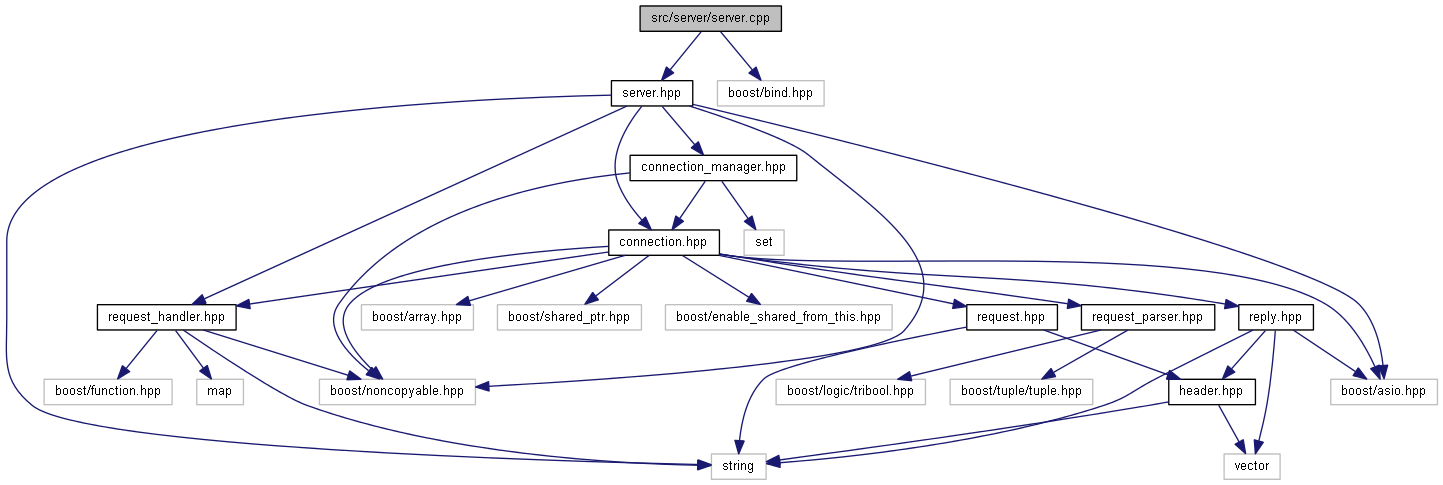 src/server/server.cpp
server.hpp
boost/bind.hpp
connection_manager.hpp
connection.hpp
set
request_handler.hpp
boost/array.hpp
boost/shared_ptr.hpp
boost/enable_shared_from_this.hpp
request.hpp
request_parser.hpp
reply.hpp
boost/function.hpp
map
boost/noncopyable.hpp
boost/logic/tribool.hpp
boost/tuple/tuple.hpp
header.hpp
boost/asio.hpp
string
vector